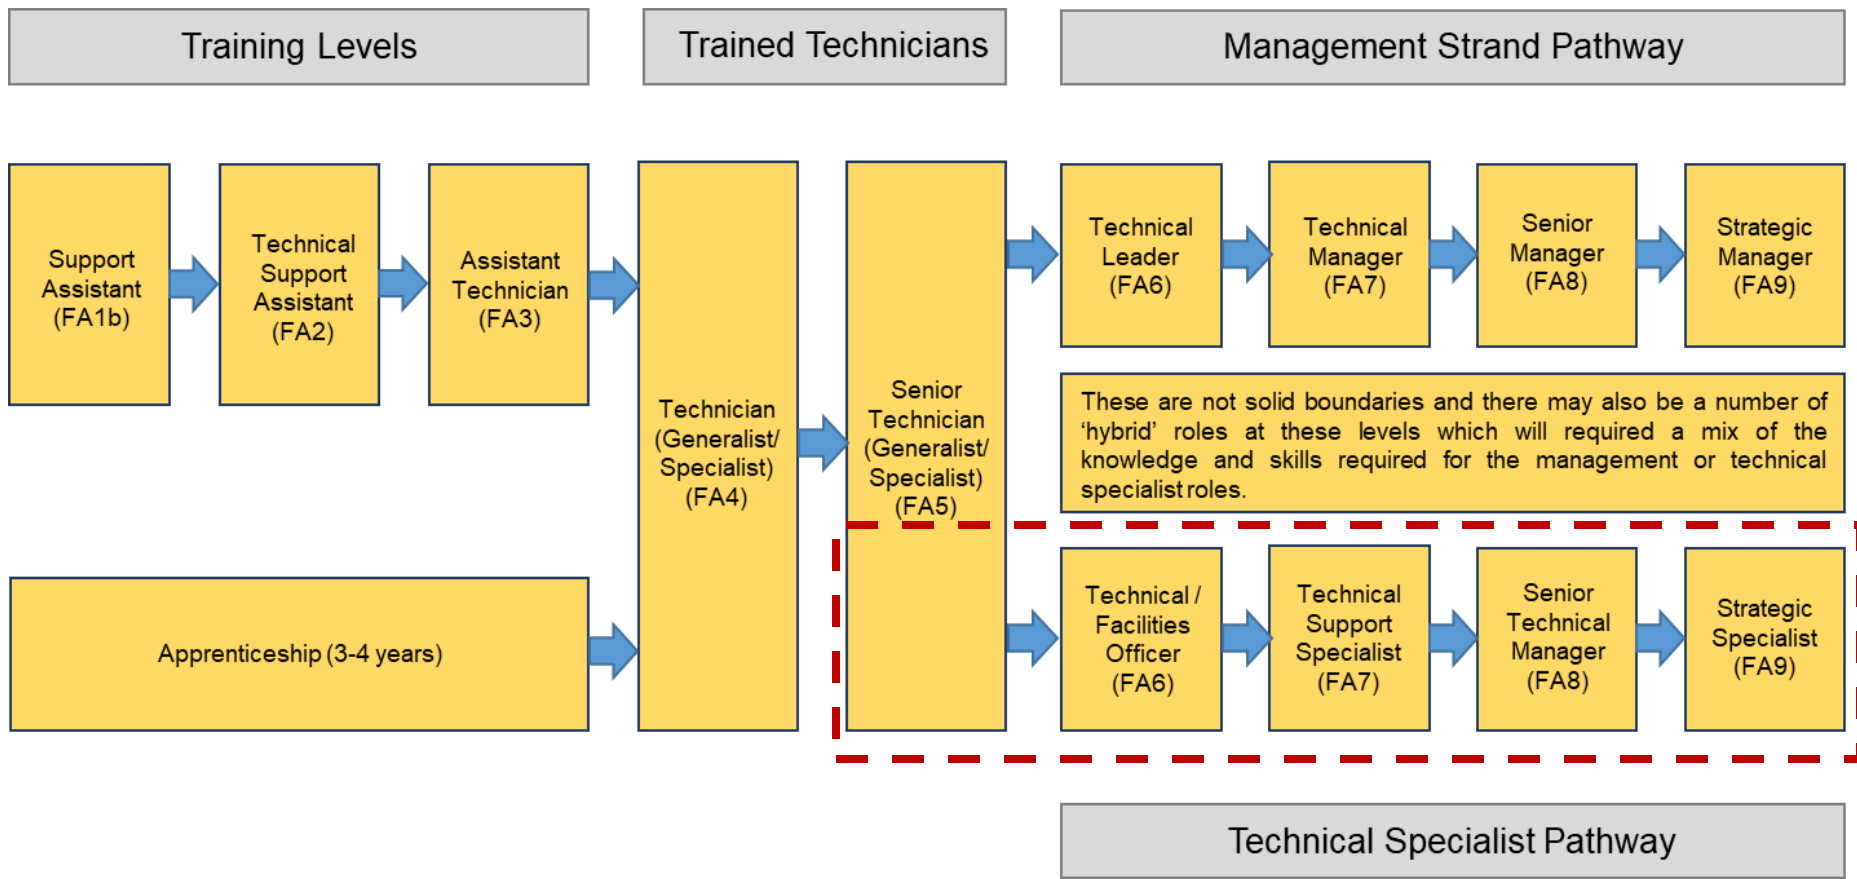 Training Levels
Trained Technicians
Management Strand Pathway
Support
Assistant
(FA1b)
Technical
Support
Assistant
(FA2)
Assistant
Technician
(FA3)
Technician
(Generalist/
Specialist)
(FA4)
Senior
Technician
(Generalist/
Specialist)
(FA5)
Technical
Leader
(FA6)
Technical
Manager
(FA7)
Senior
Manager
(FA8)
Strategic
Manager
(FA9)
These are not solid boundaries and there may also be a number of
‘hybrid’ roles at these levels which will required a mix of the
knowledge and skills required for the management or technical
specialist roles.
Apprenticeship (3-4 years)
Technical /
Facilities
Officer
(FA6)
Technical
Support
Specialist
(FA7)
Senior
Technical
Manager
(FA8)
Strategic
Specialist
(FA9)
Technical Specialist Pathway